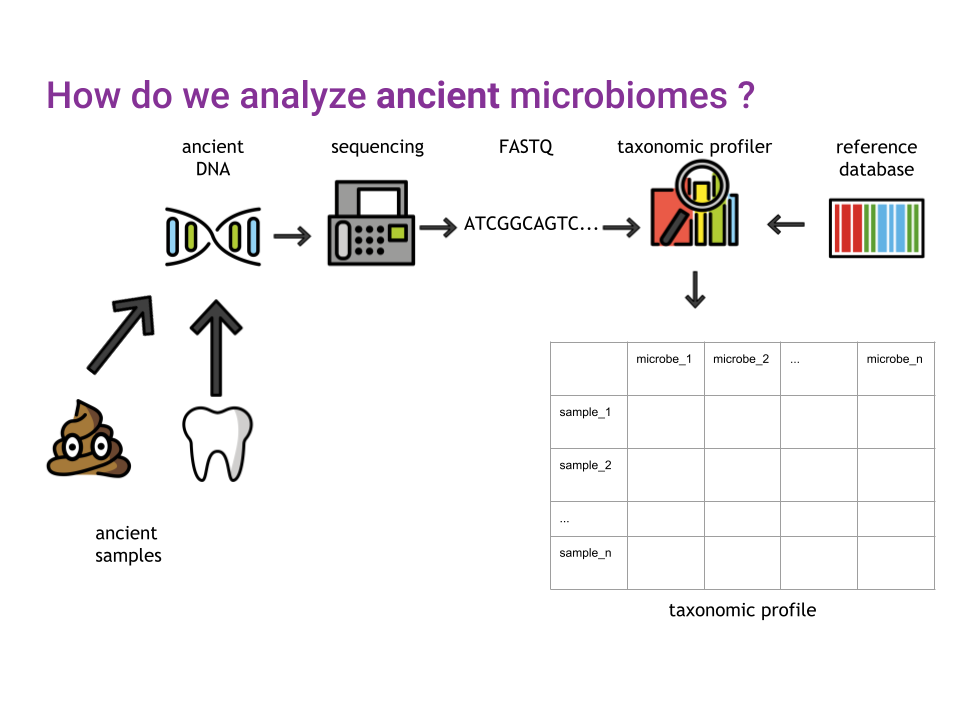 How do we analyze ancient microbiomes ?
ancient
DNA
sequencing
FASTQ
taxonomic profiler
reference
database
ATCGGCAGTC...
microbe_1
microbe_2
...
microbe_n
sample_1
sample_2
...
sample_n
ancient
samples
taxonomic profile